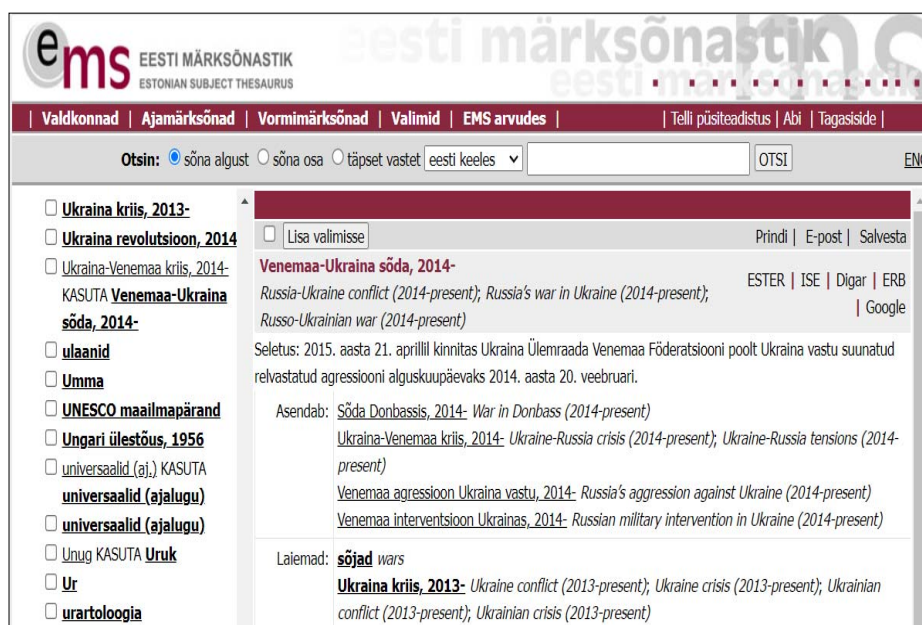 eesti märksõnastik
eesti märksõnastik
ems EESTI MÄRKSÕNASTIK
ESTONIAN SUBJECT THESAURUS
| Valdkonnad | Ajamärksõnad | Vormimärksõnad | Valimid | EMS arvudes | | Telli püsiteadistus | Abi | Tagasiside |
Otsin: sõna algust sõna osa täpset vastet eesti keeles OTSI
Ukraina kriis, 2013-
Ukraina revolutsioon, 2014
Ukraina-Venemaa kriis, 2014-
KASUTA Venemaa-Ukraina
sõda, 2014-
ulaanid
Umma
UNESCO maailmapärand
Ungari ülestõus, 1956
universaalid (aj.) KASUTA
universaalid (ajalugu)
universaalid (ajalugu)
Unug KASUTA Uruk
Ur
urartoloogia
Lisa valimisse Prindi | E-post | Salvesta
Venemaa-Ukraina sõda, 2014-
Russia-Ukraine conflict (2014-present); Russia's war in Ukraine (2014-present);
Russo-Ukrainian war (2014-present)
ESTER | ISE | Digar | ERB
| Google
Seletus: 2015. aasta 21. aprillil kinnitas Ukraina Ülemraada Venemaa Föderatsiooni poolt Ukraina vastu suunatud
relvastatud agressiooni alguskuupäevaks 2014. aasta 20. veebruari.
Asendab: Sõda Donbassis, 2014- War in Donbass (2014-present)
Ukraina-Venemaa kriis, 2014- Ukraine-Russia crisis (2014-present); Ukraine-Russia tensions (2014-
present)
Venemaa agressioon Ukraina vastu, 2014- Russia's aggression against Ukraine (2014-present)
Venemaa interventsioon Ukrainas, 2014- Russian military intervention in Ukraine (2014-present)
Laiemad: sõjad wars
Ukraina kriis, 2013- Ukraine conflict (2013-present); Ukraine crisis (2013-present); Ukrainian
conflict (2013-present); Ukrainian crisis (2013-present)